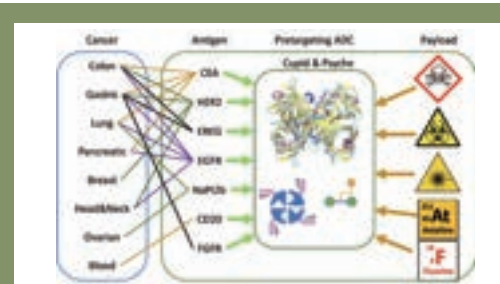 Cancer
Antigen
Pretargeting ADC
Payload
Cupid & Psyche
Colon
Gastric
Lung
Pancreatic
Breast
Head&Neck
Ovarian
Blood
CEA
HER2
EREG
EGFR
NaPi2b
CD20
FGFR
At
Astatine
F
Fluorine